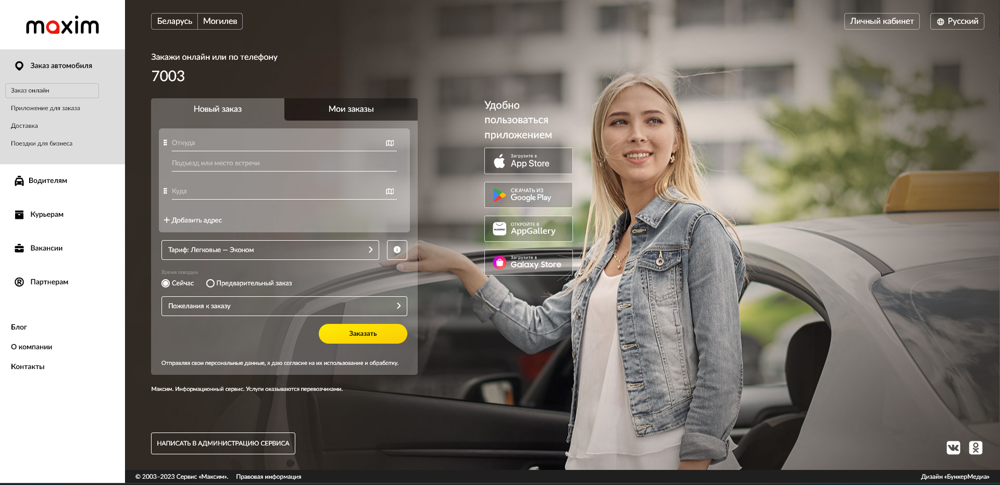 maxim
Заказ автомобиля
Заказ онлайн
Приложение для заказа
Доставка
Поездки для бизнеса
Водителям
Курьерам
Вакансии
Партнерам
Блог
О компании
Контакты
Беларусь Могилев
Личный кабинет
Русский
Закажи онлайн или по телефону
7003
Новый заказ
Мои заказы
Откуда
Подъезд или место встречи
Куда
+ Добавить адрес
Тариф: Легковые — Эконом
i
Время поездки
Сейчас
Предварительный заказ
Пожелания к заказу
Заказать
Отправляя свои персональные данные, я даю согласие на их использование и обработку.
Максим. Информационный сервис. Услуги оказываются перевозчиками.
НАПИСАТЬ В АДМИНИСТРАЦИЮ СЕРВИСА
Удобно
пользоваться
приложением
Загрузите в
App Store
СКАЧАТЬ ИЗ
Google Play
HUAWEI
ОТКРОЙТЕ В
AppGallery
Загрузите в
Galaxy Store
© 2003–2023 Сервис «Максим». Правовая информация
Дизайн «БункерМедиа»